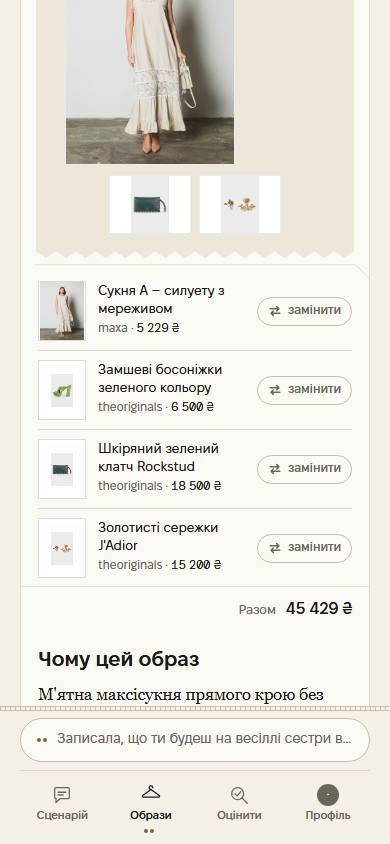 Сукня А – силуету з
мереживом
maxa · 5 229 ₴
замінити
Замшеві босоніжки
зеленого кольору
theoriginals · 6 500 ₴
замінити
Шкіряний зелений
клатч Rockstud
theoriginals · 18 500 ₴
замінити
Золотисті сережки
J'Adior
theoriginals · 15 200 ₴
замінити
Разом 45 429 ₴
Чому цей образ
М'ятна максісукня прямого крою без
Записала, що ти будеш на весіллі сестри в...
Сценарій
Образи
Оцінити
Профіль